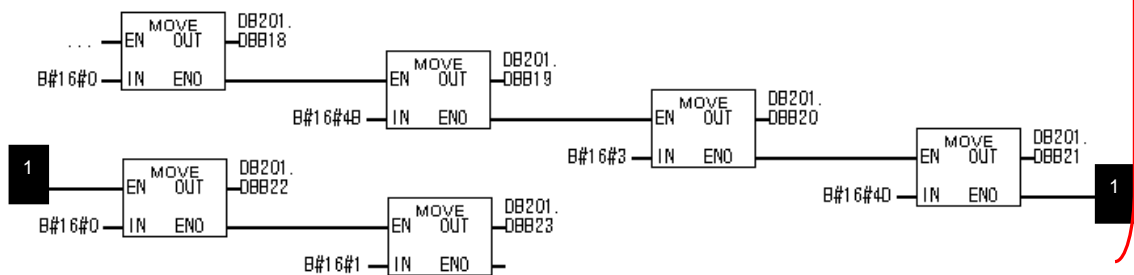 MOVE DB201.
... EN OUT DBB18
B#16#0 IN ENO
MOVE DB201.
EN OUT DBB19
B#16#4B IN ENO
MOVE DB201.
EN OUT DBB20
B#16#3 IN ENO
MOVE DB201.
EN OUT DBB21
B#16#4D IN ENO
1
1
MOVE DB201.
EN OUT DBB22
B#16#0 IN ENO
MOVE DB201.
EN OUT DBB23
B#16#1 IN ENO